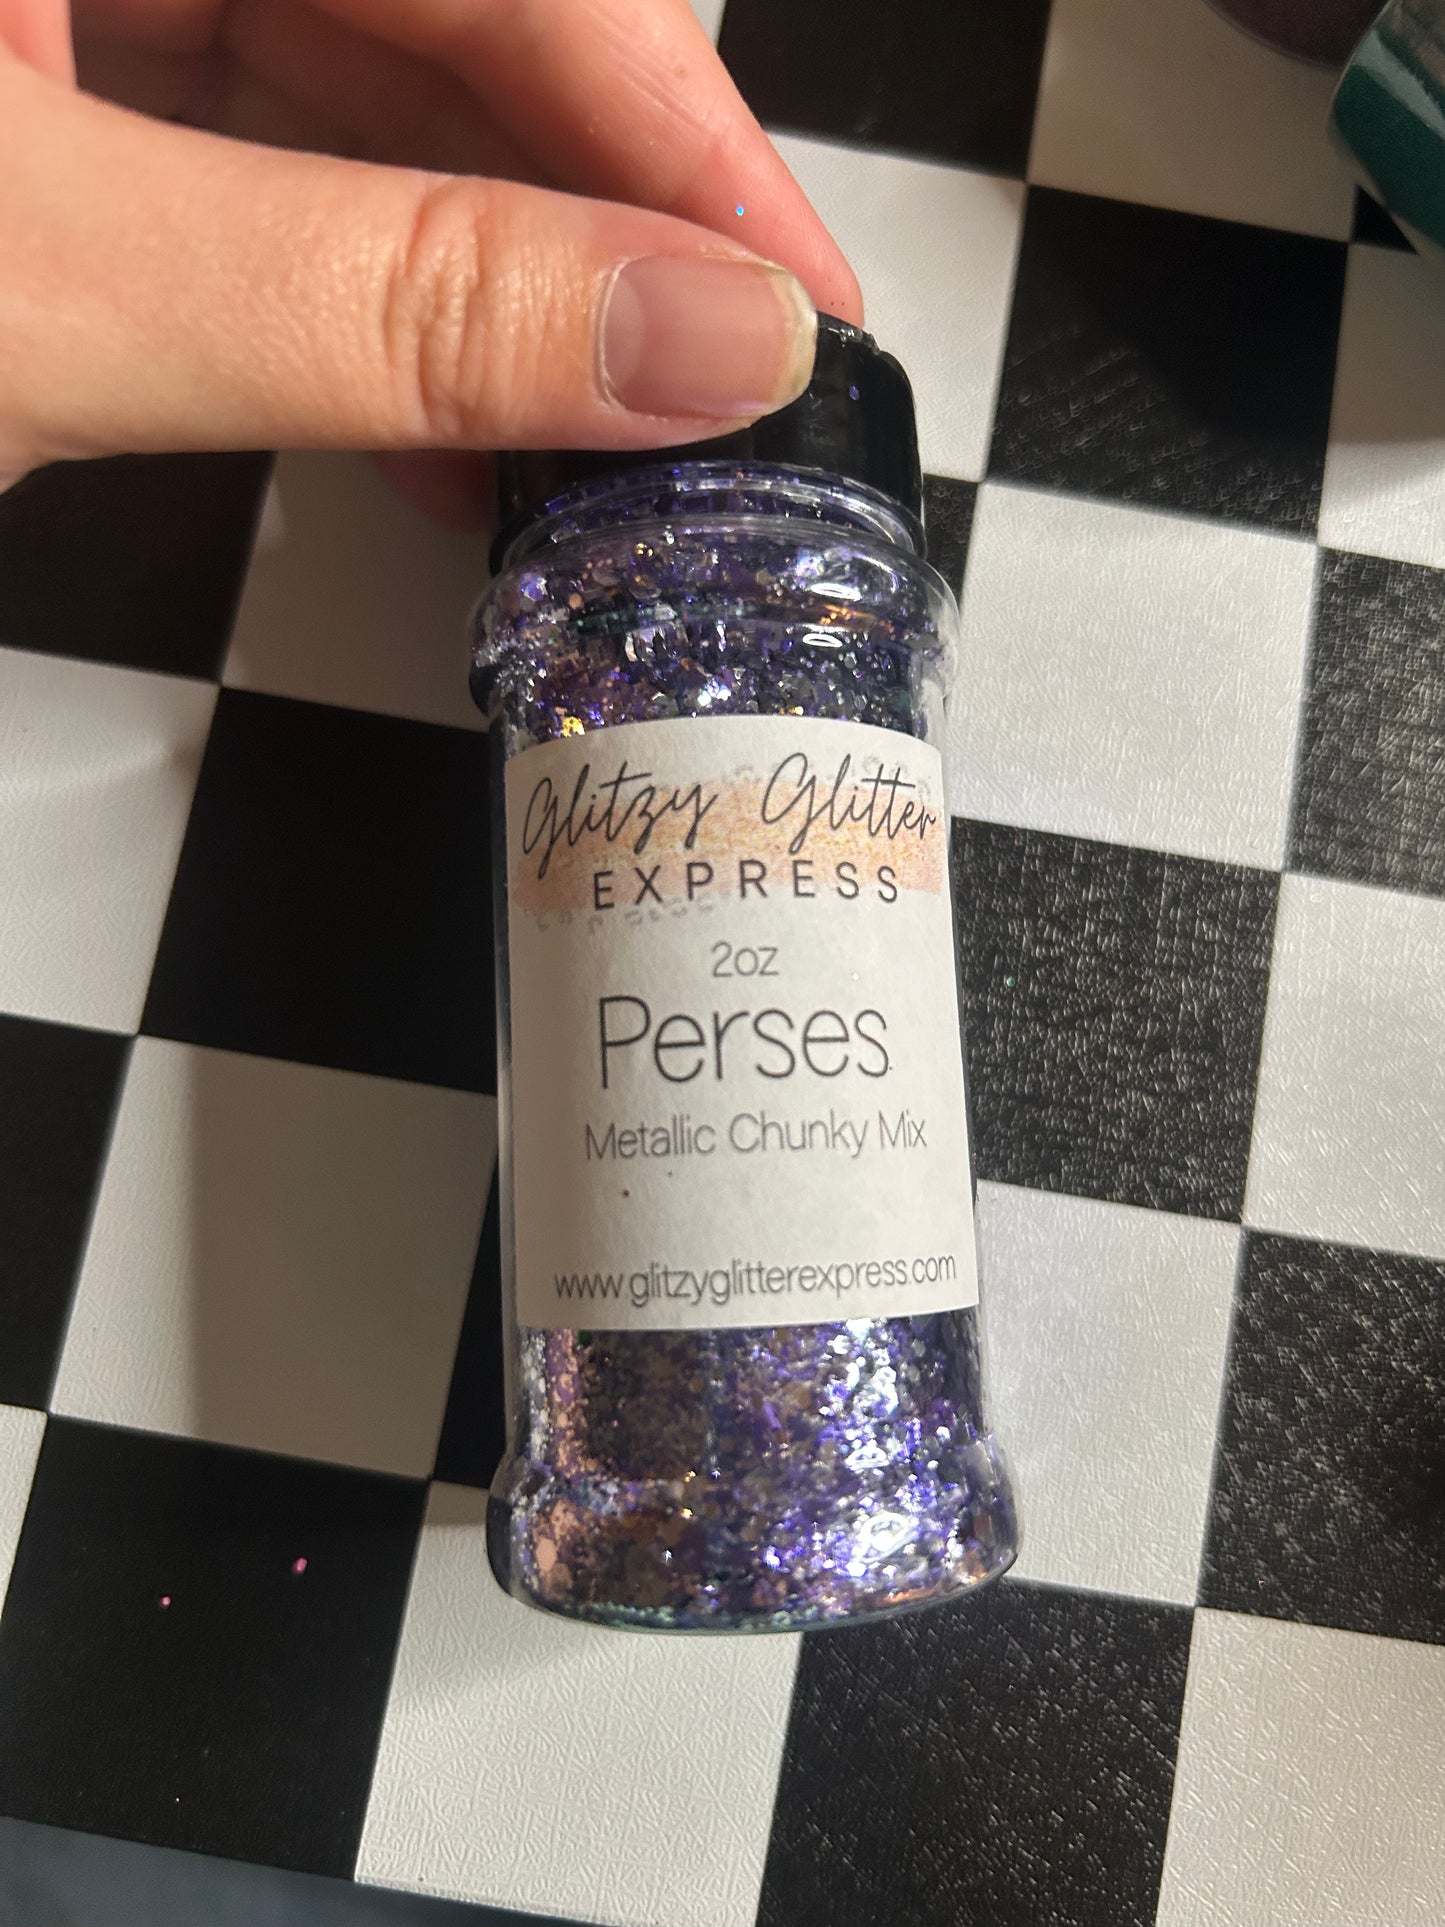 Glitzy Glitter
EXPRESS
2oz
Perses
Metallic Chunky Mix
www.glitzyglitterexpress.com